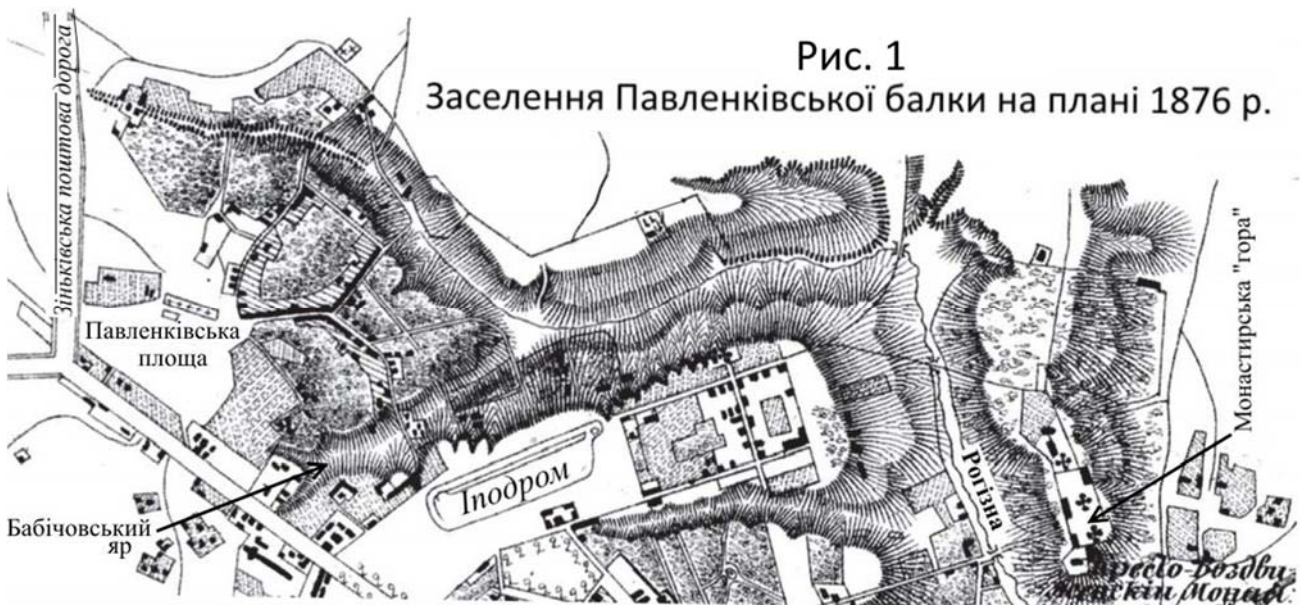 Рис. 1
Заселення Павленківської балки на плані 1876 р.
Зіньківська поштова дорога
Павленківська
площа
Бабічовський
яр
Іподром
Рогізна
Монастирська "гора"
Кресто-Воздви
женскій Монас.